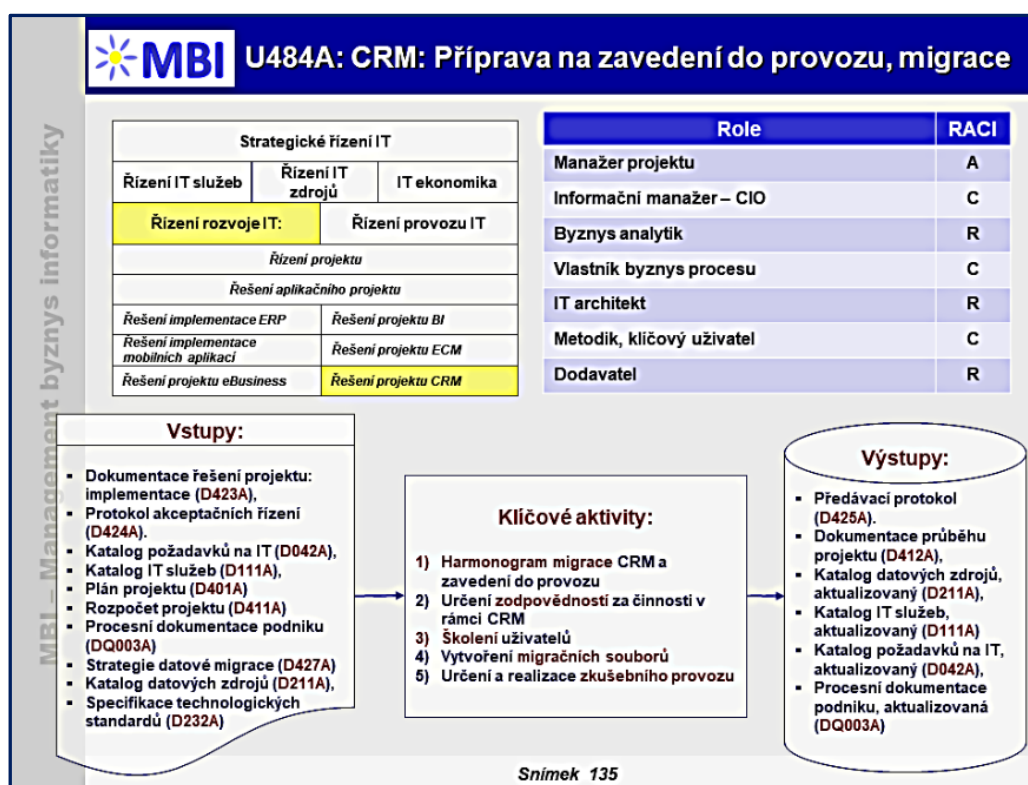 MBI
U484A: CRM: Příprava na zavedení do provozu, migrace
MBI – Management byznys informatiky
Strategické řízení IT
Řízení IT služeb
Řízení IT
zdrojů
IT ekonomika
Řízení rozvoje IT:
Řízení provozu IT
Řízení projektu
Řešení aplikačního projektu
Řešení implementace ERP
Řešení projektu BI
Řešení implementace
mobilních aplikací
Řešení projektu ECM
Řešení projektu eBusiness
Řešení projektu CRM
Role RACI
Manažer projektu A
Informační manažer – CIO C
Byznys analytik R
Vlastník byznys procesu C
IT architekt R
Metodik, klíčový uživatel C
Dodavatel R
Vstupy:
▪ Dokumentace řešení projektu:
implementace (D423A),
▪ Protokol akceptačních řízení
(D424A).
▪ Katalog požadavků na IT (D042A),
▪ Katalog IT služeb (D111A),
▪ Plán projektu (D401A)
▪ Rozpočet projektu (D411A)
▪ Procesní dokumentace podniku
(DQ003A)
▪ Strategie datové migrace (D427A)
▪ Katalog datových zdrojů (D211A),
▪ Specifikace technologických
standardů (D232A)
Klíčové aktivity:
1) Harmonogram migrace CRM a
zavedení do provozu
2) Určení zodpovědností za činnosti v
rámci CRM
3) Školení uživatelů
4) Vytvoření migračních souborů
5) Určení a realizace zkušebního provozu
Výstupy:
▪ Předávací protokol
(D425A).
▪ Dokumentace průběhu
projektu (D412A),
▪ Katalog datových zdrojů,
aktualizovaný (D211A),
▪ Katalog IT služeb,
aktualizovaný (D111A)
▪ Katalog požadavků na IT,
aktualizovaný (D042A),
▪ Procesní dokumentace
podniku, aktualizovaná
(DQ003A)
Snímek 135